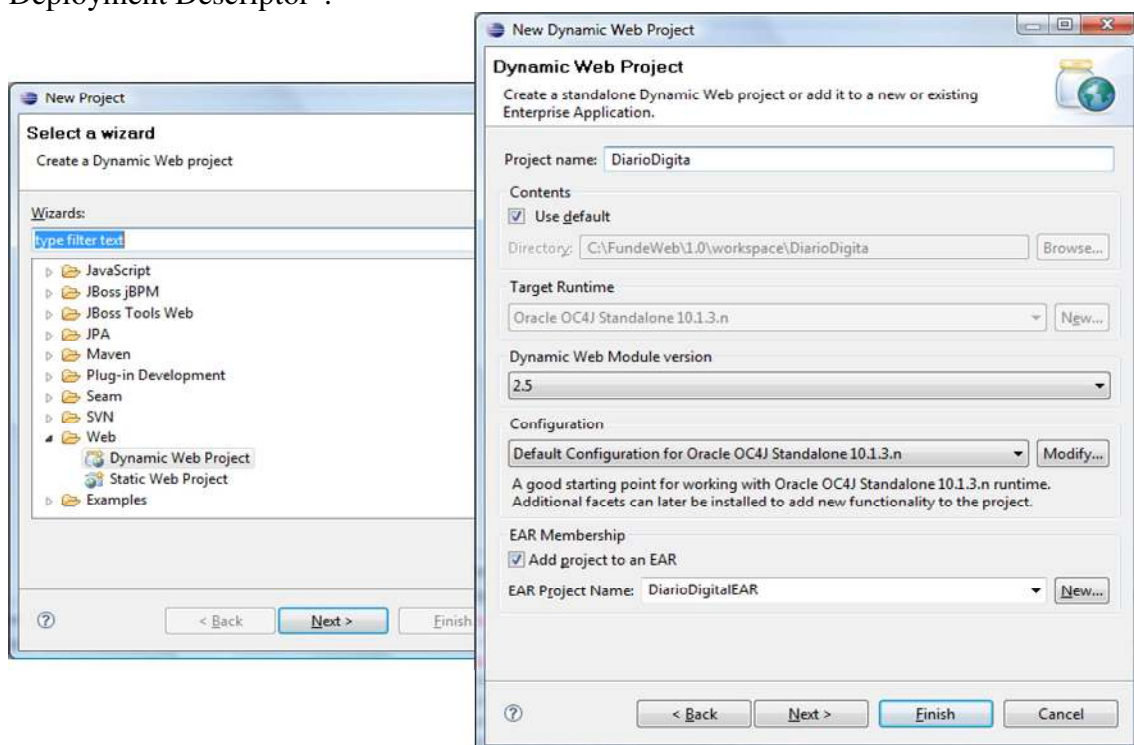 Deployment Descriptor”.
New Project
Select a wizard
Create a Dynamic Web project
Wizards:
type filter text
JavaScript
JBoss jBPM
JBoss Tools Web
JPA
Maven
Plug-in Development
Seam
SVN
Web
Dynamic Web Project
Static Web Project
Examples
< Back
Next >
Finish
New Dynamic Web Project
Dynamic Web Project
Create a standalone Dynamic Web project or add it to a new or existing
Enterprise Application.
Project name: DiarioDigita
Contents
Use default
Directory: C:\FundeWeb\1.0\workspace\DiarioDigita Browse...
Target Runtime
Oracle OC4J Standalone 10.1.3.n New...
Dynamic Web Module version
2.5
Configuration
Default Configuration for Oracle OC4J Standalone 10.1.3.n Modify...
A good starting point for working with Oracle OC4J Standalone 10.1.3.n runtime.
Additional facets can later be installed to add new functionality to the project.
EAR Membership
Add project to an EAR
EAR Project Name: DiarioDigitalEAR New...
< Back Next > Finish Cancel